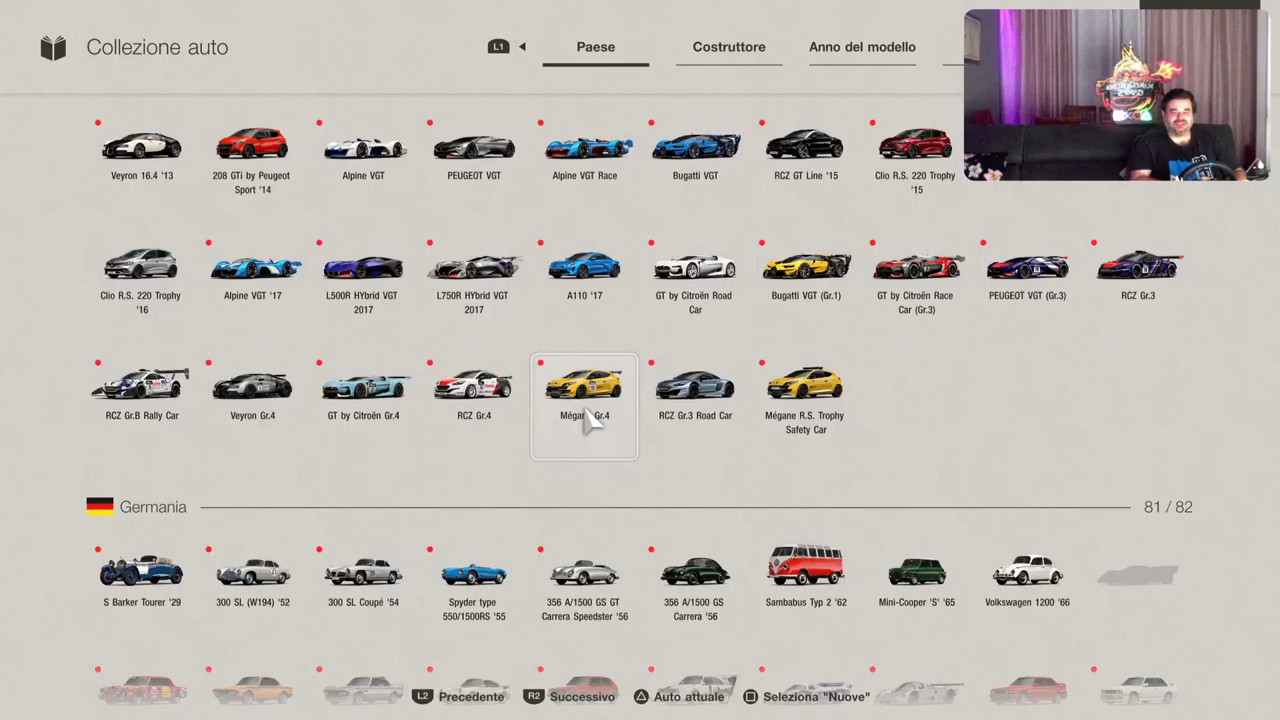 Collezione auto
L1
Paese
Costruttore
Anno del modello
Veyron 16.4 '13
208 GTi by Peugeot
Sport '14
Alpine VGT
PEUGEOT VGT
Alpine VGT Race
Bugatti VGT
RCZ GT Line '15
Clio R.S. 220 Trophy
'15
Clio R.S. 220 Trophy
'16
Alpine VGT '17
L500R HYbrid VGT
2017
L750R HYbrid VGT
2017
A110 '17
GT by Citroën Road
Car
Bugatti VGT (Gr.1)
GT by Citroën Race
Car (Gr.3)
PEUGEOT VGT (Gr.3)
RCZ Gr.3
RCZ Gr.B Rally Car
Veyron Gr.4
GT by Citroën Gr.4
RCZ Gr.4
Mégane Gr.4
RCZ Gr.3 Road Car
Mégane R.S. Trophy
Safety Car
Germania
81 / 82
S Barker Tourer '29
300 SL (W194) '52
300 SL Coupé '54
Spyder type
550/1500RS '55
356 A/1500 GS GT
Carrera Speedster '56
356 A/1500 GS
Carrera '56
Sambabus Typ 2 '62
Mini-Cooper 'S' '65
Volkswagen 1200 '66
L2 Precedente
R2 Successivo
Auto attuale
Seleziona "Nuove"